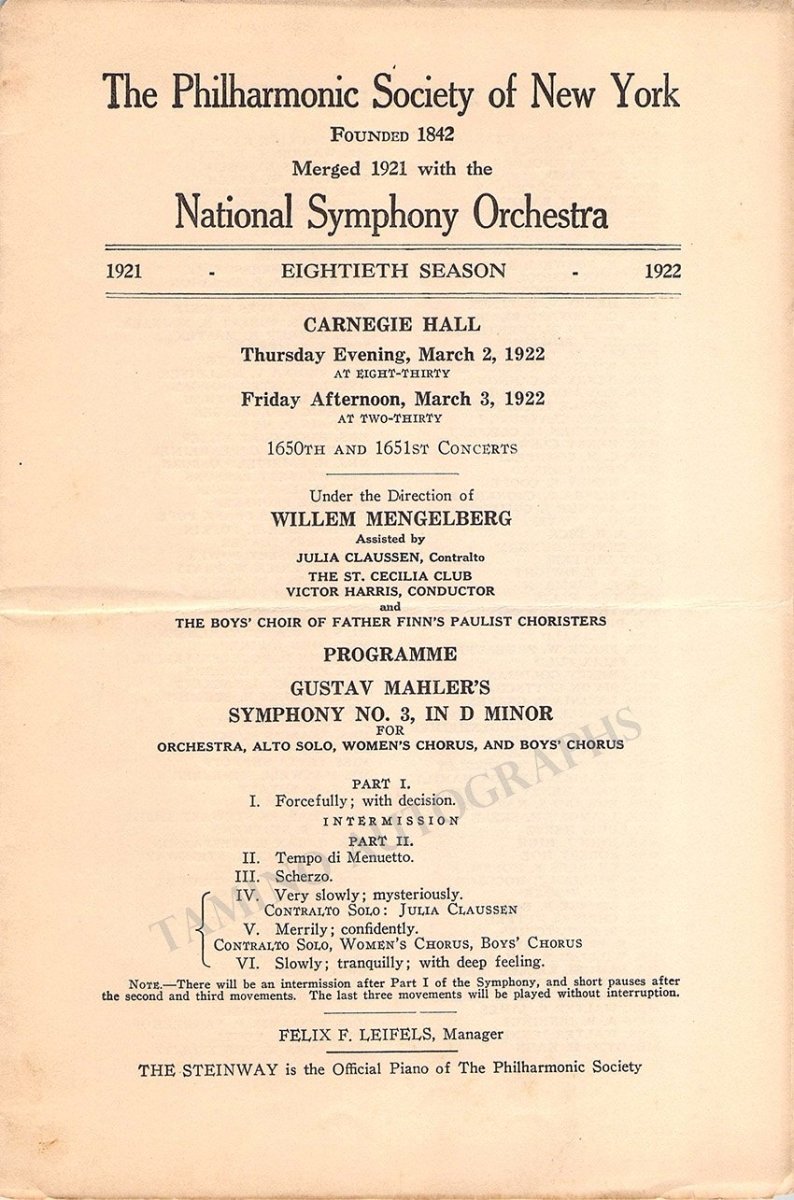 The Philharmonic Society of New York
FOUNDED 1842
Merged 1921 with the
National Symphony Orchestra
1921 - EIGHTIETH SEASON - 1922
CARNEGIE HALL
Thursday Evening, March 2, 1922
AT EIGHT-THIRTY
Friday Afternoon, March 3, 1922
AT TWO-THIRTY
1650TH AND 1651ST CONCERTS
Under the Direction of
WILLEM MENGELBERG
Assisted by
JULIA CLAUSSEN, Contralto
THE ST. CECILIA CLUB
VICTOR HARRIS, CONDUCTOR
and
THE BOYS' CHOIR OF FATHER FINN'S PAULIST CHORISTERS
PROGRAMME
GUSTAV MAHLER'S
SYMPHONY NO. 3, IN D MINOR
FOR
ORCHESTRA, ALTO SOLO, WOMEN'S CHORUS, AND BOYS' CHORUS
PART I.
I. Forcefully; with decision.
INTERMISSION
PART II.
II. Tempo di Menuetto.
III. Scherzo.
IV. Very slowly; mysteriously.
CONTRALTO SOLO: JULIA CLAUSSEN
V. Merrily; confidently.
CONTRALTO SOLO, WOMEN'S CHORUS, BOYS' CHORUS
VI. Slowly; tranquilly; with deep feeling.
NOTE.—There will be an intermission after Part I of the Symphony, and short pauses after
the second and third movements. The last three movements will be played without interruption.
FELIX F. LEIFELS, Manager
THE STEINWAY is the Official Piano of The Philharmonic Society
TAMINO AUTOGRAPHS